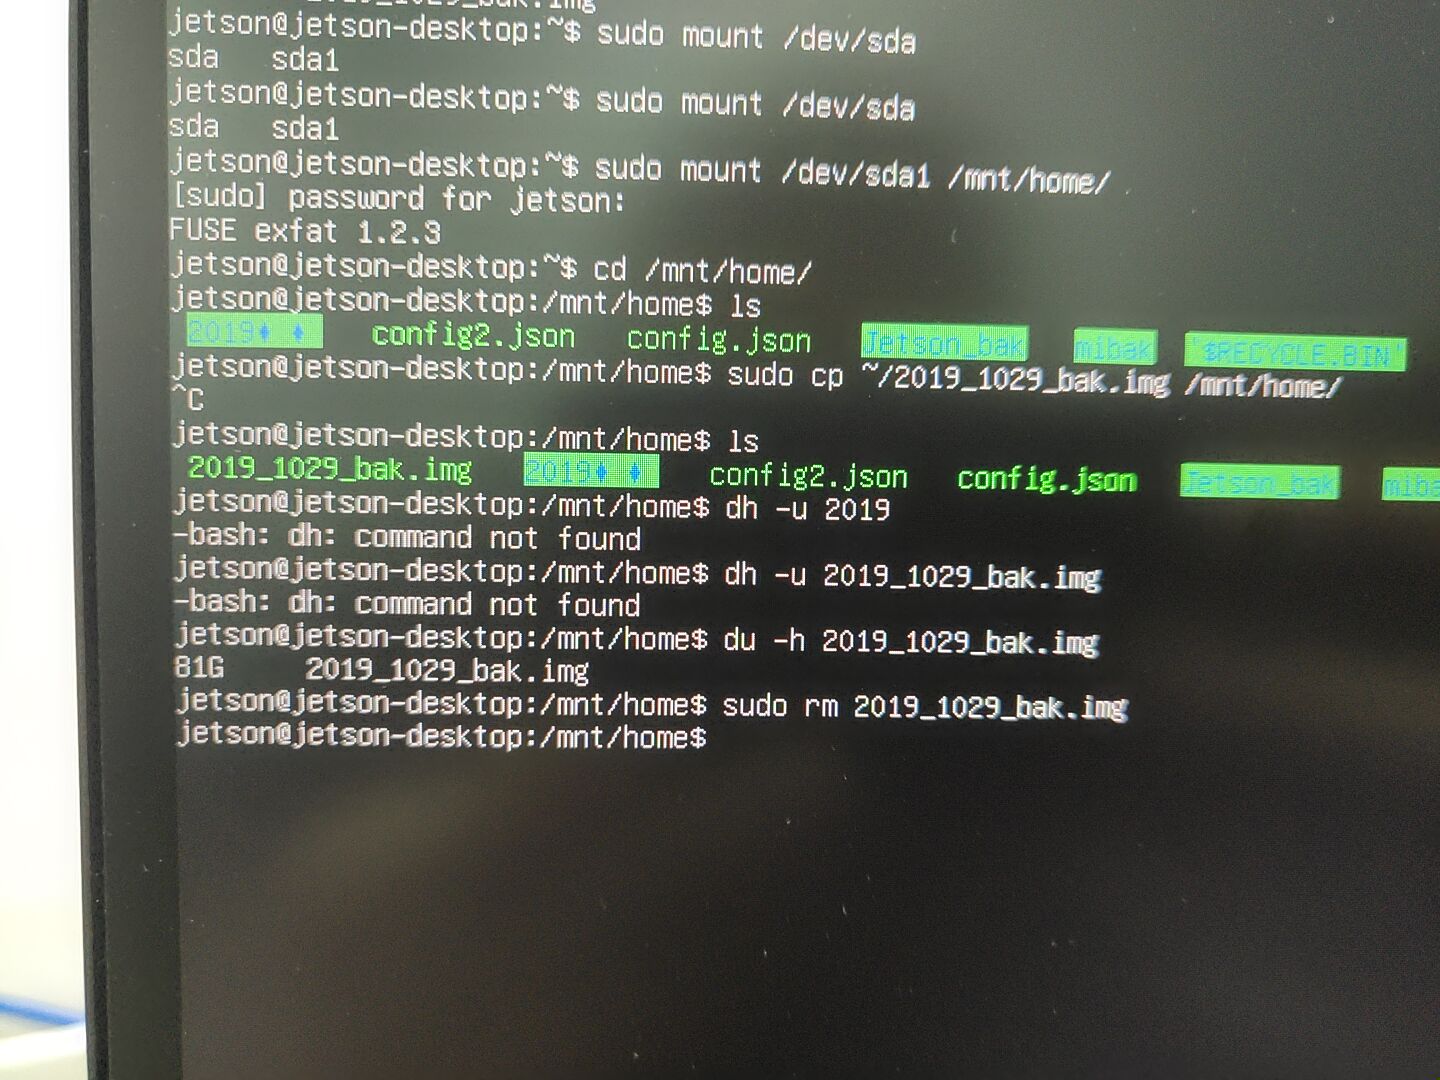 2019_1029_bak.img
jetson@jetson-desktop:~$ sudo mount /dev/sda
sda sda1
jetson@jetson-desktop:~$ sudo mount /dev/sda
sda sda1
jetson@jetson-desktop:~$ sudo mount /dev/sda1 /mnt/home/
[sudo] password for jetson:
FUSE exfat 1.2.3
jetson@jetson-desktop:~$ cd /mnt/home/
jetson@jetson-desktop:/mnt/home$ ls
2019 config2.json config.json Jetson_bak mibak '$RECYCLE.BIN'
jetson@jetson-desktop:/mnt/home$ sudo cp ~/2019_1029_bak.img /mnt/home/
^C
jetson@jetson-desktop:/mnt/home$ ls
2019_1029_bak.img 2019 config2.json config.json Jetson_bak miba
jetson@jetson-desktop:/mnt/home$ dh -u 2019
-bash: dh: command not found
jetson@jetson-desktop:/mnt/home$ dh -u 2019_1029_bak.img
-bash: dh: command not found
jetson@jetson-desktop:/mnt/home$ du -h 2019_1029_bak.img
81G 2019_1029_bak.img
jetson@jetson-desktop:/mnt/home$ sudo rm 2019_1029_bak.img
jetson@jetson-desktop:/mnt/home$